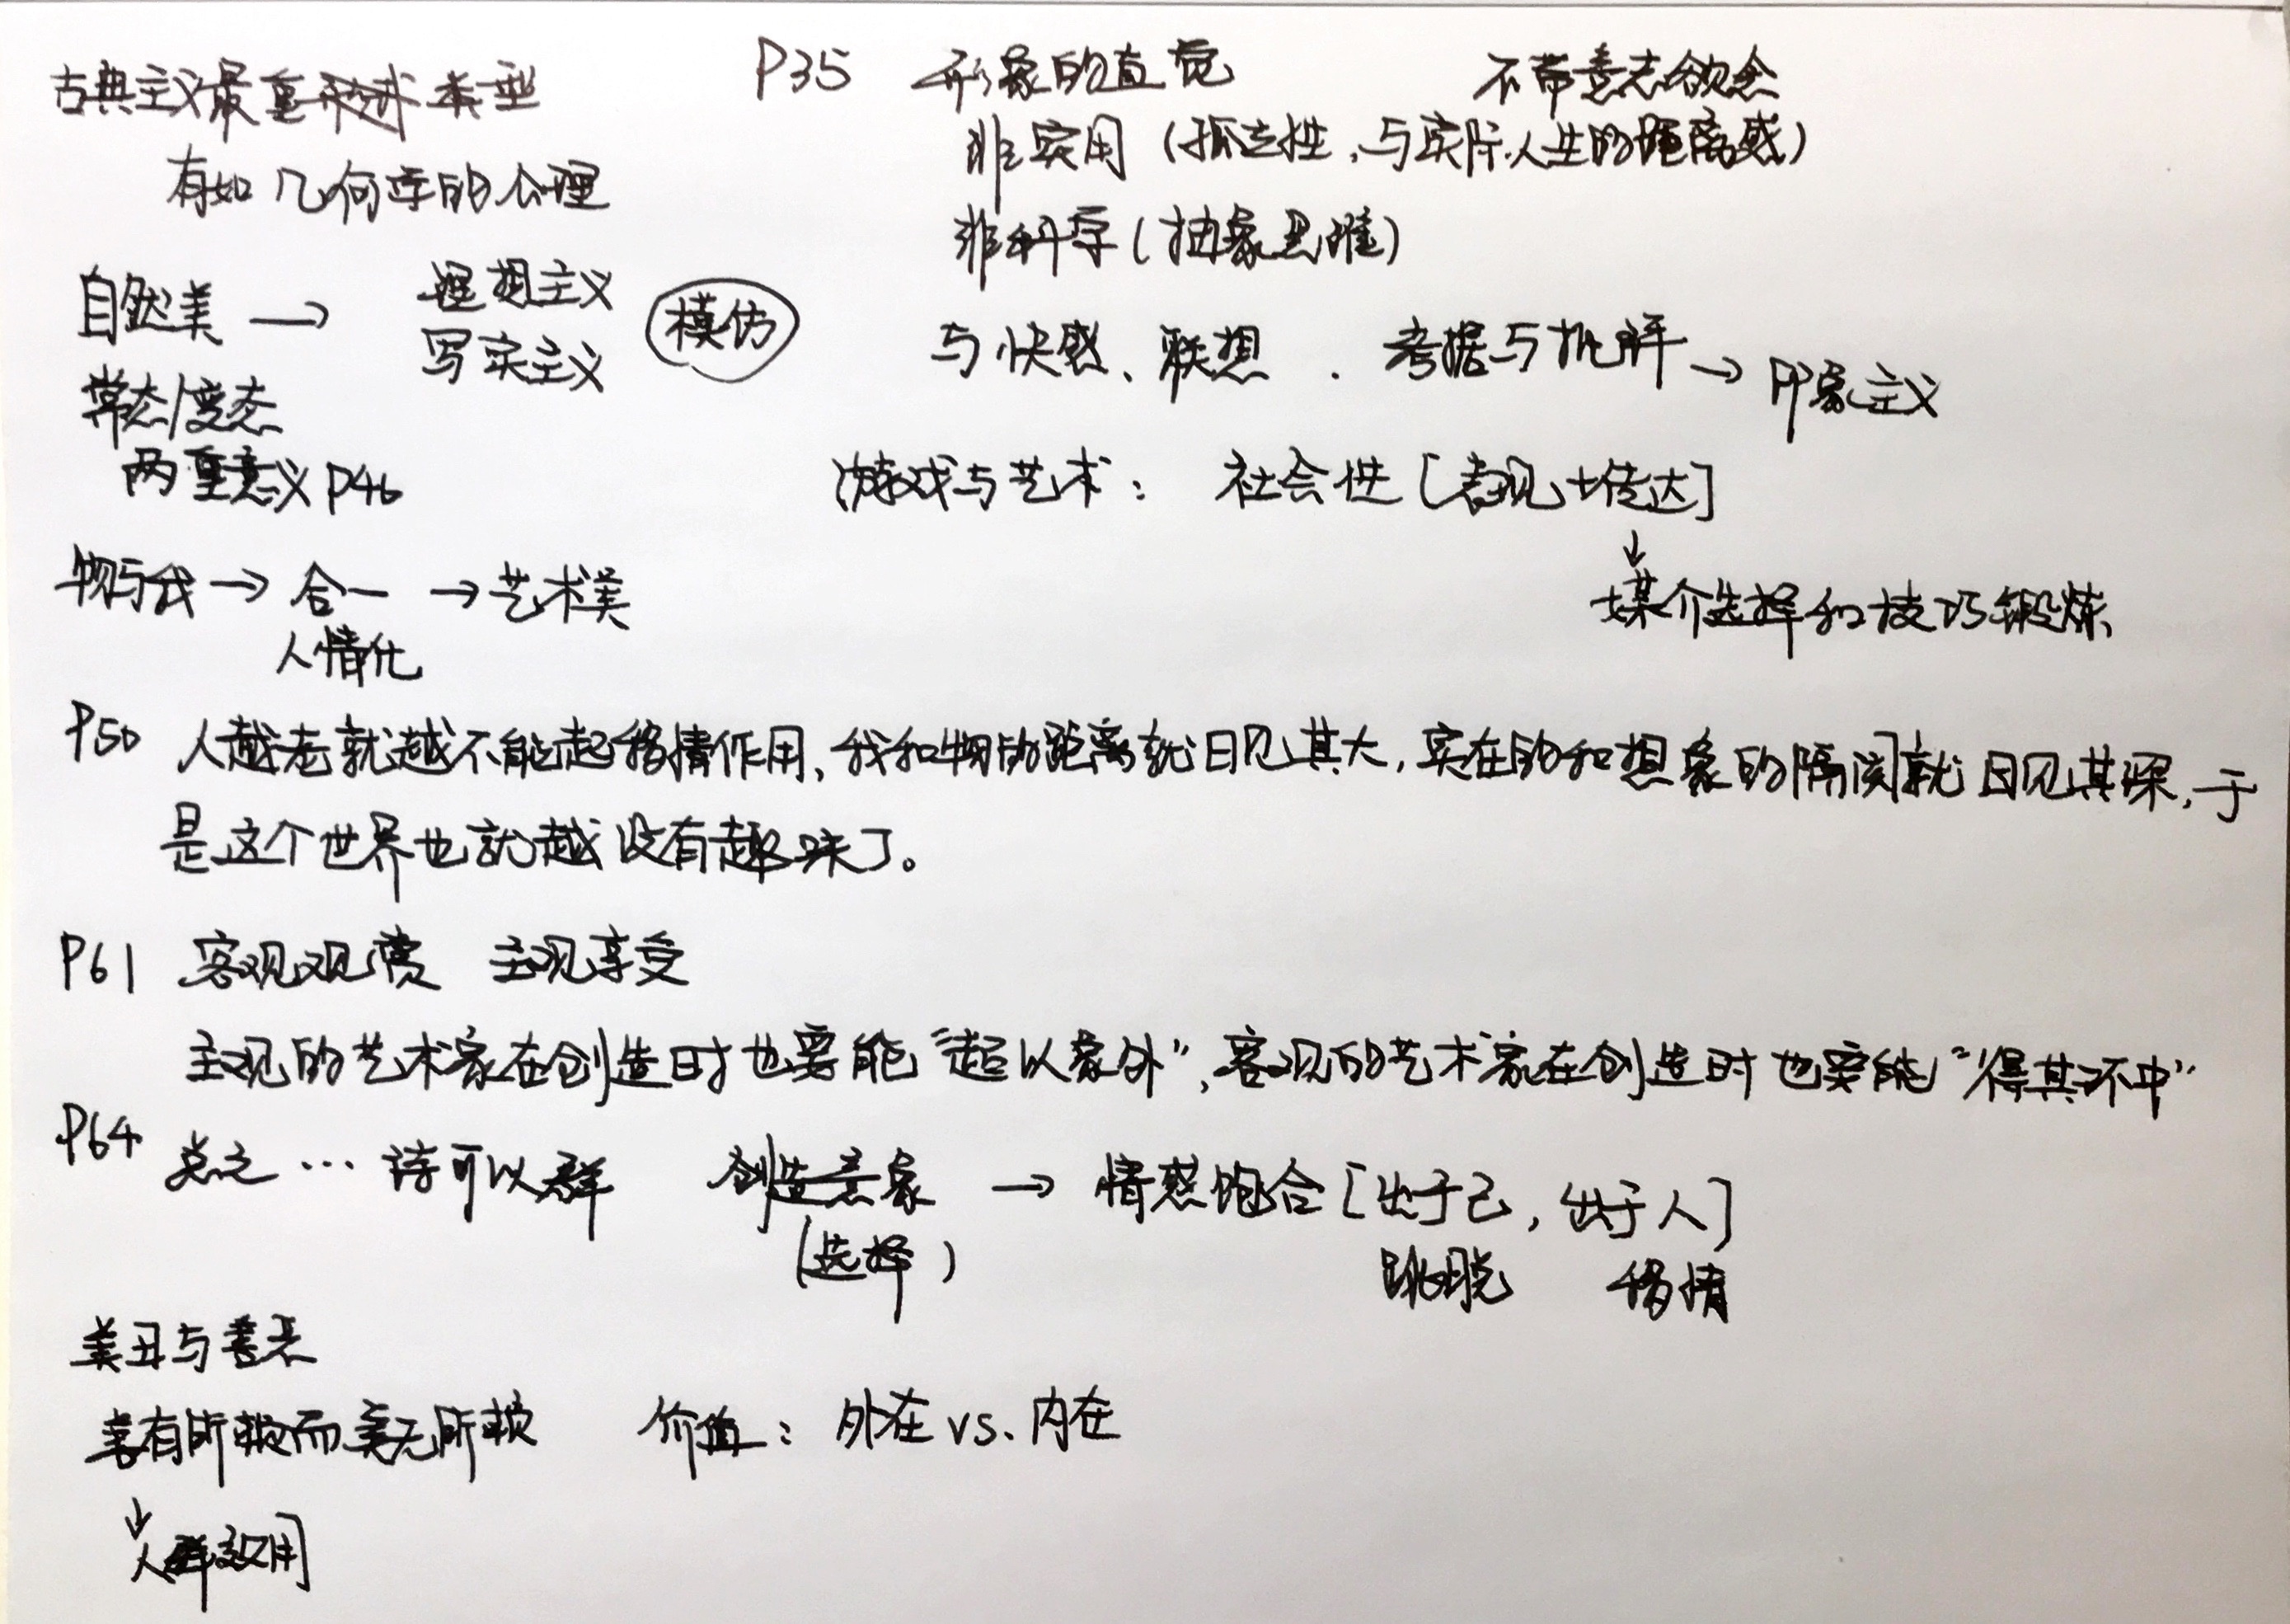 古典主义最重 类型
有如几何学的公理
P35 形象的直觉 不带意志欲念
非实用(孤立性,与实际人生的距离感)
非科学(抽象思维)
自然美 → 理想主义
写实主义
模仿
常态/变态
两重意义P46
与快感、联想、考据与批评 → 印象主义
游戏与艺术: 社会性[表现+传达]
↓
媒介选择和技巧锻炼
物与我 → 合一 → 艺术美
人情化
P50 人越老就越不能起移情作用,我和物的距离就日见其大,实在的和想象的隔阂就日见其深,于
是这个世界也就越没有趣味了。
P61 客观观赏 主观享受
主观的艺术家在创造时也要能“超以象外”,客观的艺术家在创造时也要能“得其环中”
P64 总之…诗可以群 创造意象 → 情感饱合[出于己,出于人]
(选择) 跳脱 移情
美丑与善恶
善有所赖而美无所赖 价值: 外在 vs. 内在
↓
人群效用]